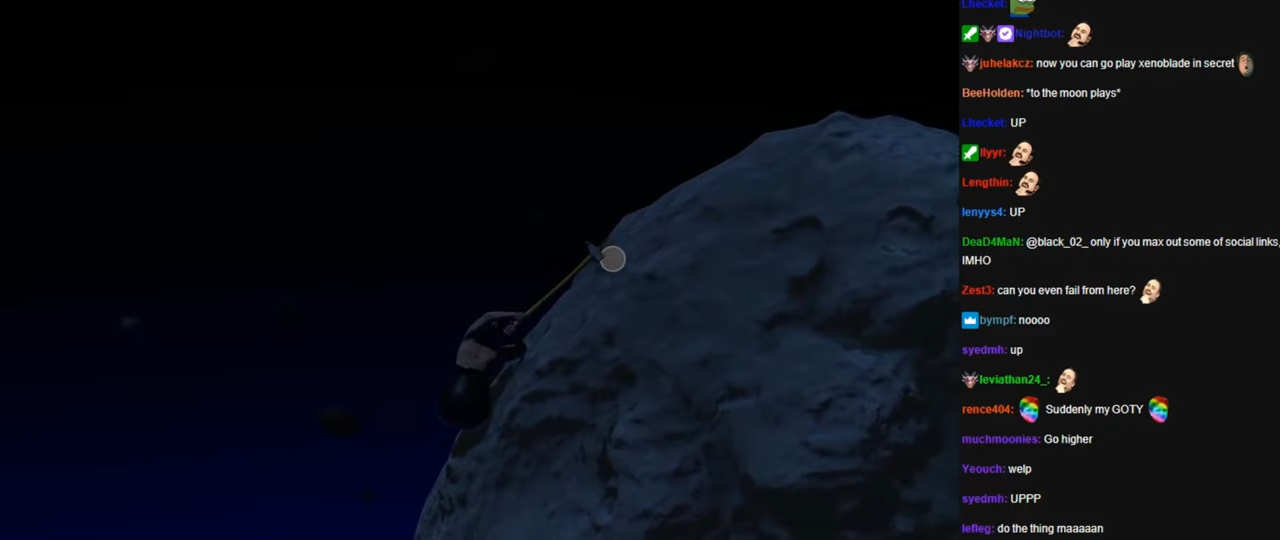 Lhecket:
Nightbot:
juhelakcz: now you can go play xenoblade in secret
BeeHolden: *to the moon plays*
Lhecket: UP
llyyr:
Lengthin:
lenyys4: UP
DeaD4MaN: @black_02_ only if you max out some of social links,
IMHO
Zest3: can you even fail from here?
bympf: noooo
syedmh: up
leviathan24_:
rence404: Suddenly my GOTY
muchmoonies: Go higher
Yeouch: welp
syedmh: UPPP
lefleg: do the thing maaaaan